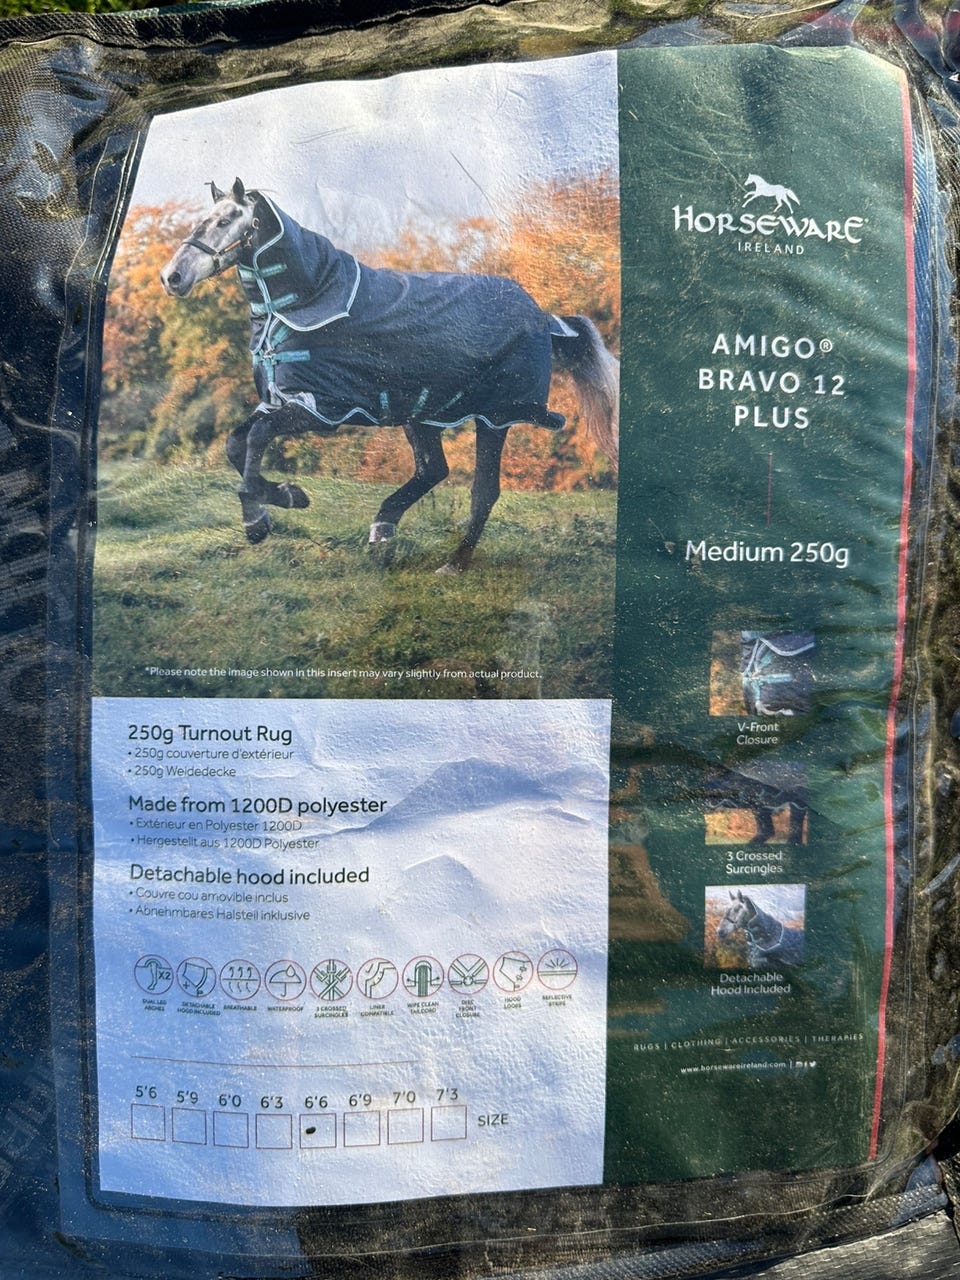 HORSEWARE®
IRELAND
AMIGO®
BRAVO 12
PLUS
Medium 250g
V-Front
Closure
3 Crossed
Surcingles
Detachable
Hood Included
RUGS | CLOTHING | ACCESSORIES | THERAPIES
www.horsewareireland.com |
*Please note the image shown in this insert may vary slightly from actual product.
250g Turnout Rug
• 250g couverture d'extérieur
• 250g Weidedecke
Made from 1200D polyester
• Extérieur en Polyester 1200D
• Hergestellt aus 1200D Polyester
Detachable hood included
• Couvre cou amovible inclus
• Abnehmbares Halsteil inklusive
X2
DUAL LEG
ARCHES
DETACHABLE
HOOD INCLUDED
BREATHABLE
WATERPROOF
3 CROSSED
SURCINGLES
LINER
COMPATIBLE
WIPE CLEAN
TAILCORD
DISC
FRONT
CLOSURE
HOOD
LOOPS
REFLECTIVE
STRIPS
5'6 5'9 6'0 6'3 6'6 6'9 7'0 7'3
SIZE